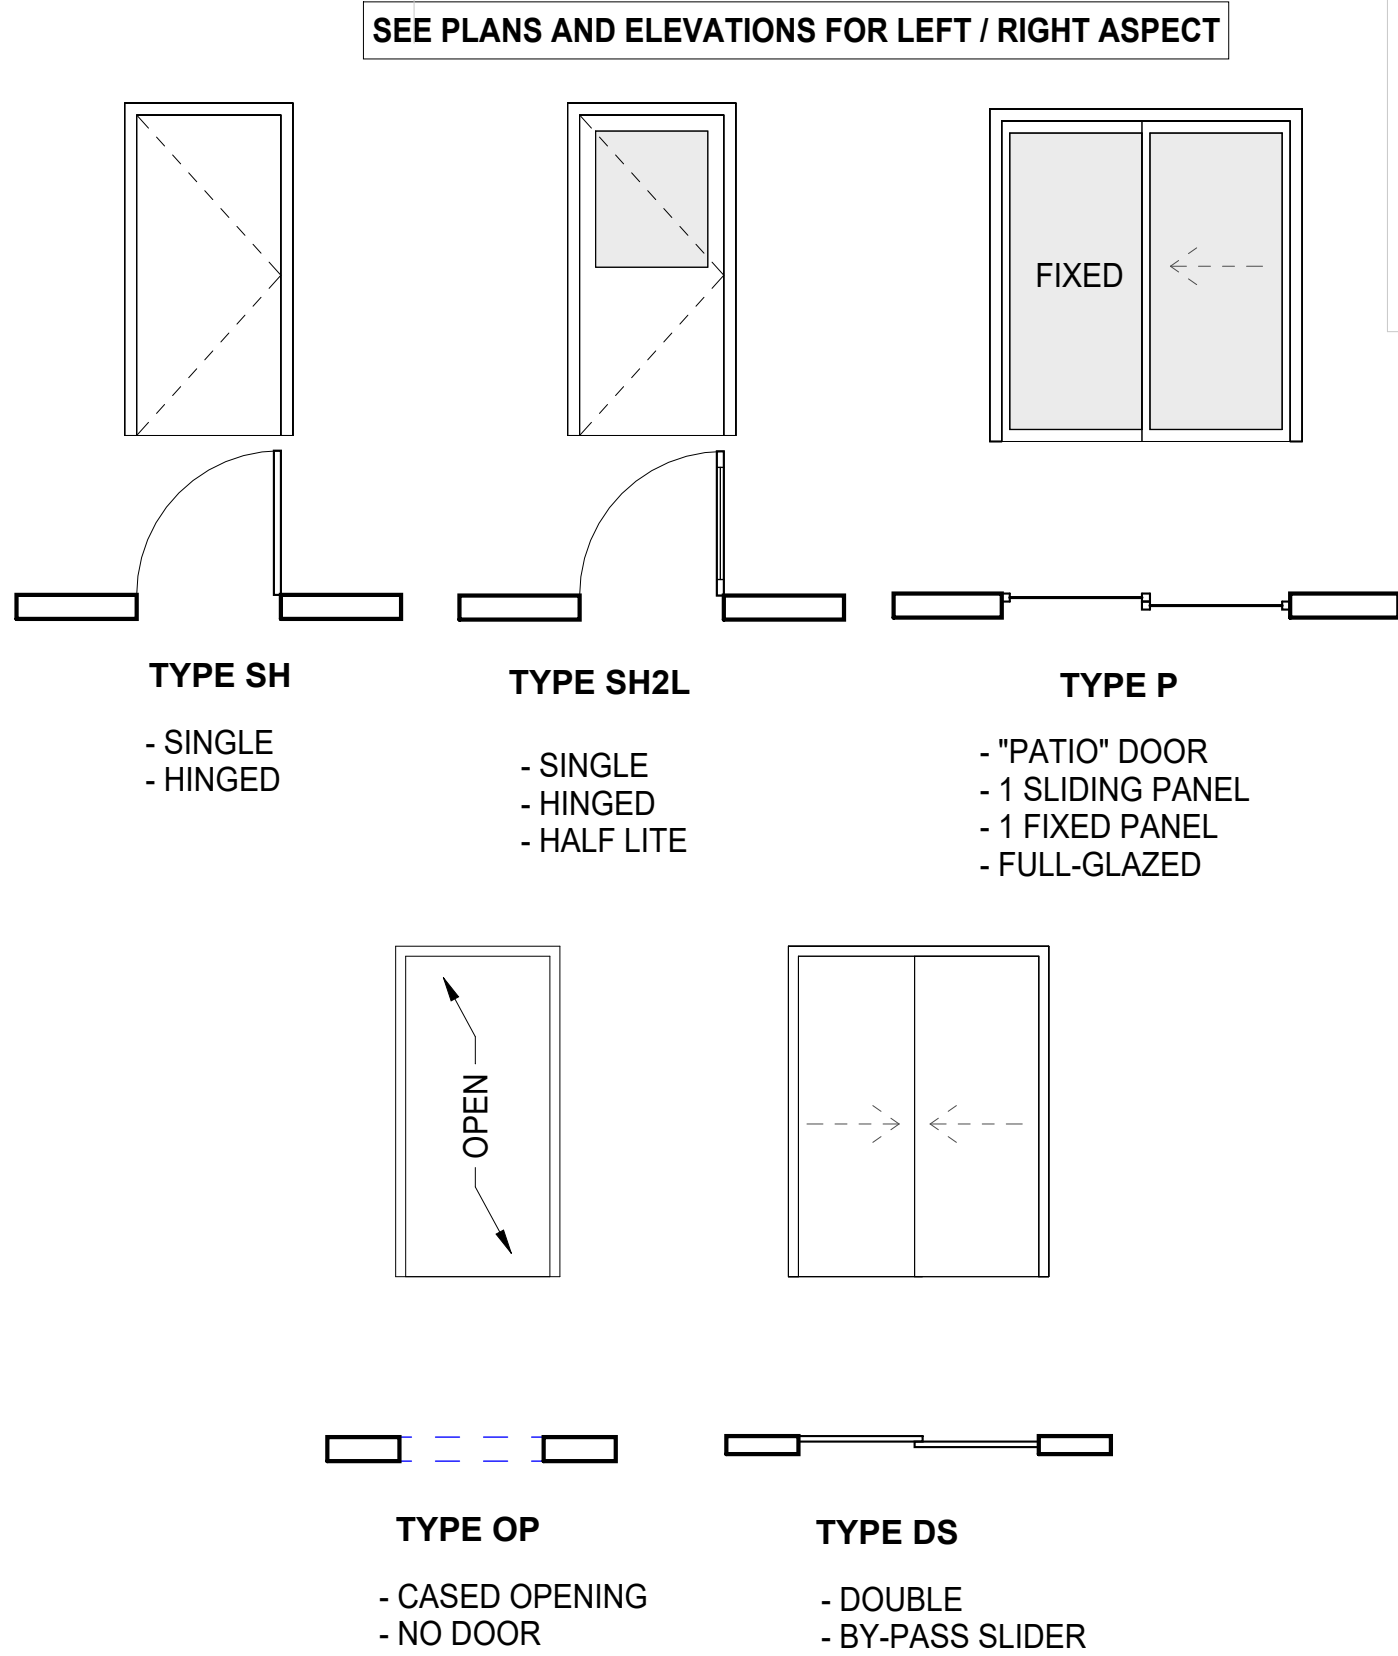 SEE PLANS AND ELEVATIONS FOR LEFT / RIGHT ASPECT
FIXED
TYPE SH
- SINGLE
- HINGED
TYPE SH2L
- SINGLE
- HINGED
- HALF LITE
TYPE P
- "PATIO" DOOR
- 1 SLIDING PANEL
- 1 FIXED PANEL
- FULL-GLAZED
OPEN
TYPE OP
- CASED OPENING
- NO DOOR
TYPE DS
- DOUBLE
- BY-PASS SLIDER